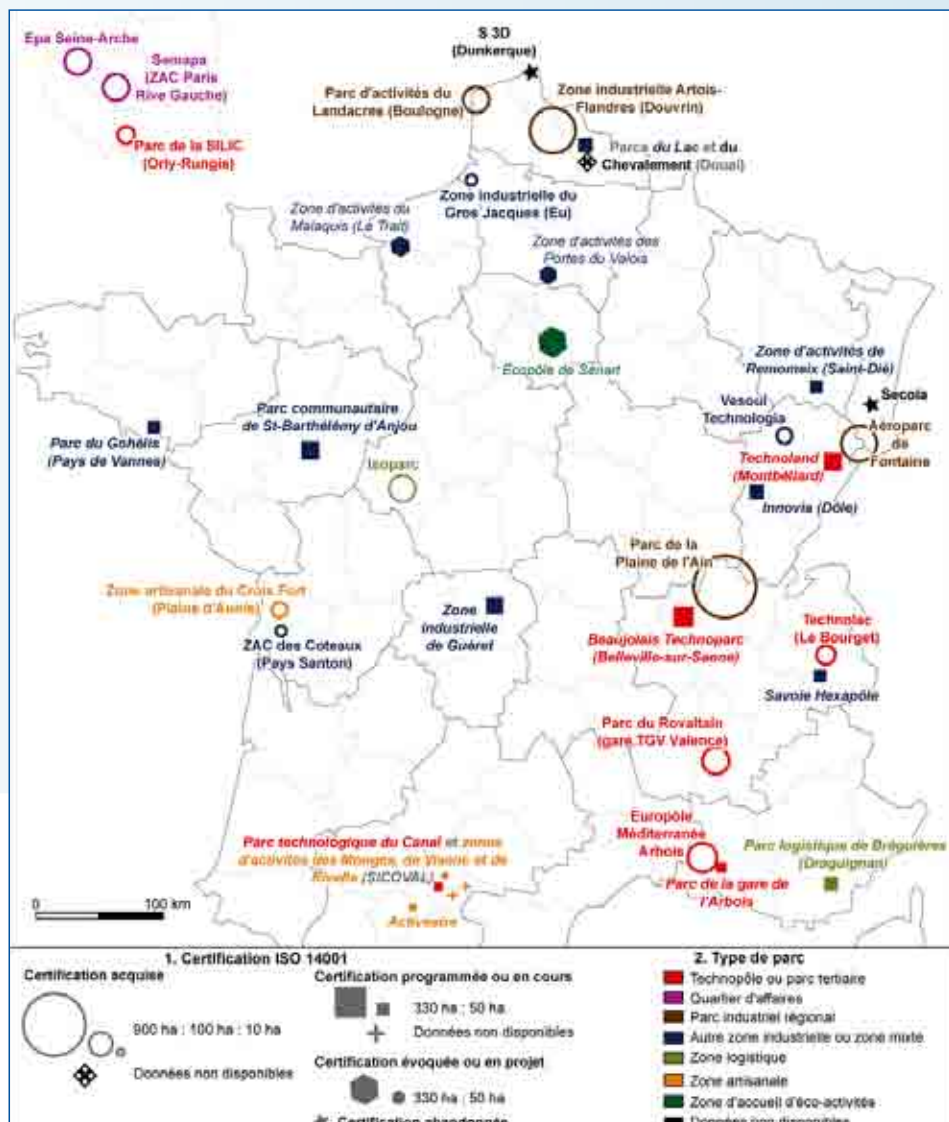 Epa Seine-Arche
Semapa
(ZAC Paris
Rive Gauche)
Parc de la SILIC
(Orly-Rungis)
S 3D
(Dunkerque)
Parc d'activités du
Landacres (Boulogne)
Zone industrielle Artois-
Flandres (Douvrin)
Parcs du Lac et du
Chevalement (Douai)
Zone industrielle du
Gros Jacques (Eu)
Zone d'activités du
Malaquis (Le Trait)
Zone d'activités des
Portes du Valois
Ecopôle de Sénart
Zone d'activités de
Remomeix (Saint-Dié)
Secoia
Vesoul
Technologia
Aéroparc
de
Fontaine
Technoland
(Montbéliard)
Innovia (Dôle)
Parc communautaire
de St-Barthélémy d'Anjou
Parc du Gohélis
(Pays de Vannes)
Isoparc
Parc de la
Plaine de l'Ain
Zone artisanale du Croix Fort
(Plaine d'Aunis)
ZAC des Coteaux
(Pays Santon)
Zone
industrielle
de Guéret
Beaujolais Technoparc
(Belleville-sur-Saone)
Technolac
(Le Bourget)
Savoie Hexapôle
Parc du Rovaltain
(gare TGV Valence)
Europôle
Méditerranée
Arbois
Parc de la gare de
l'Arbois
Parc logistique de Bréguières
(Draguignan)
Parc technologique du Canal et zones
d'activités des Monges, de Vivéric et de
(SICOVAL)
Activestre
0 100 km
1. Certification ISO 14001
Certification acquise
900 ha : 100 ha : 10 ha
Données non disponibles
Certification programmée ou en cours
330 ha : 50 ha
Données non disponibles
Certification évoquée ou en projet
330 ha : 50 ha
Certification abandonnée
2. Type de parc
Technopôle ou parc tertiaire
Quartier d'affaires
Parc industriel régional
Autre zone industrielle ou zone mixte
Zone logistique
Zone artisanale
Zone d'accueil d'éco-activités
Données non disponibles